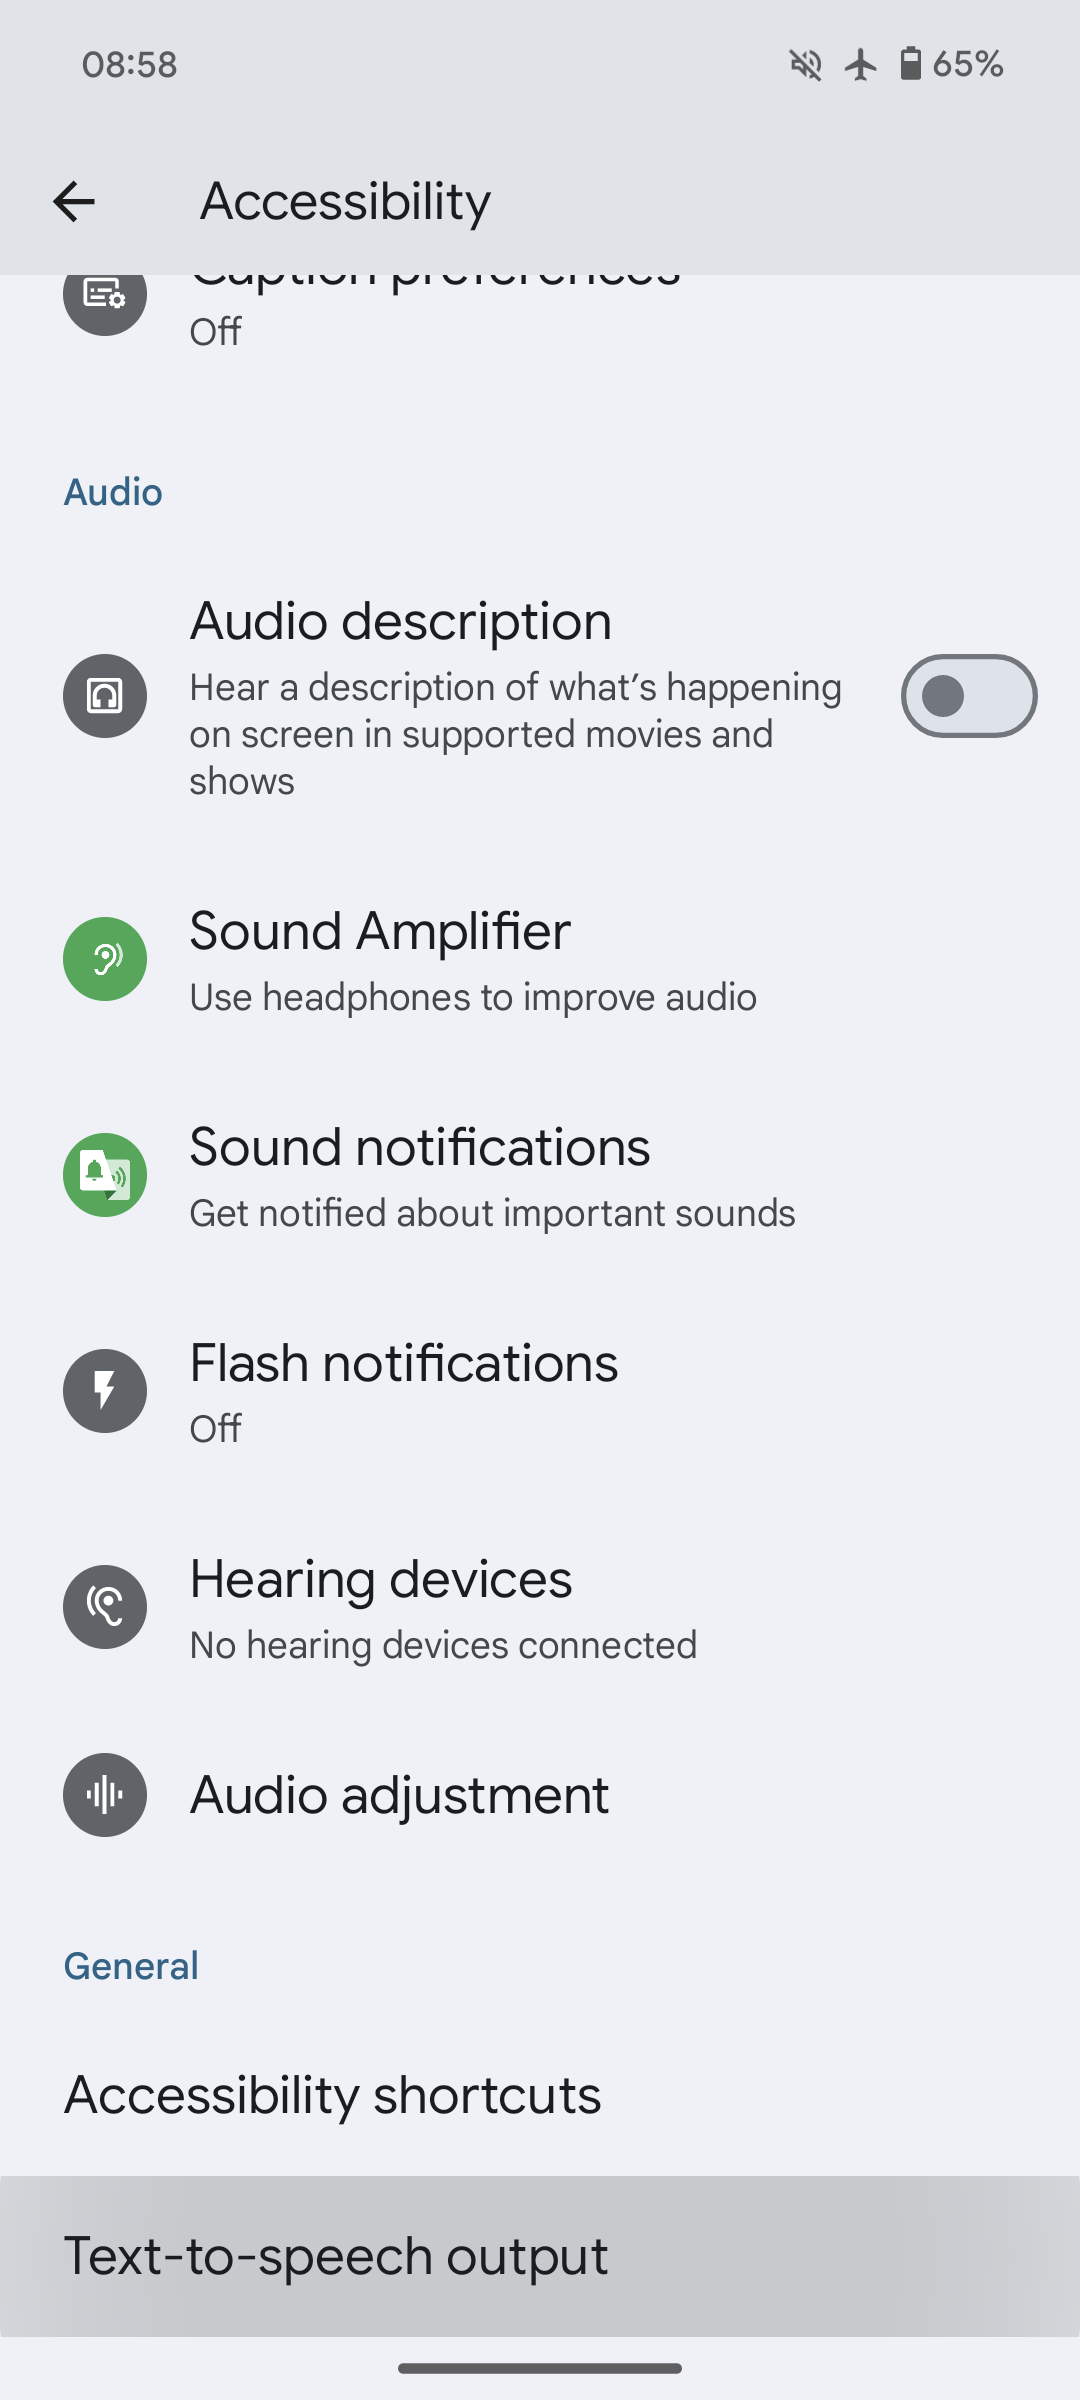 08:58
65%
Accessibility
Caption preferences
Off
Audio
Audio description
Hear a description of what's happening
on screen in supported movies and
shows
Sound Amplifier
Use headphones to improve audio
Sound notifications
Get notified about important sounds
Flash notifications
Off
Hearing devices
No hearing devices connected
Audio adjustment
General
Accessibility shortcuts
Text-to-speech output